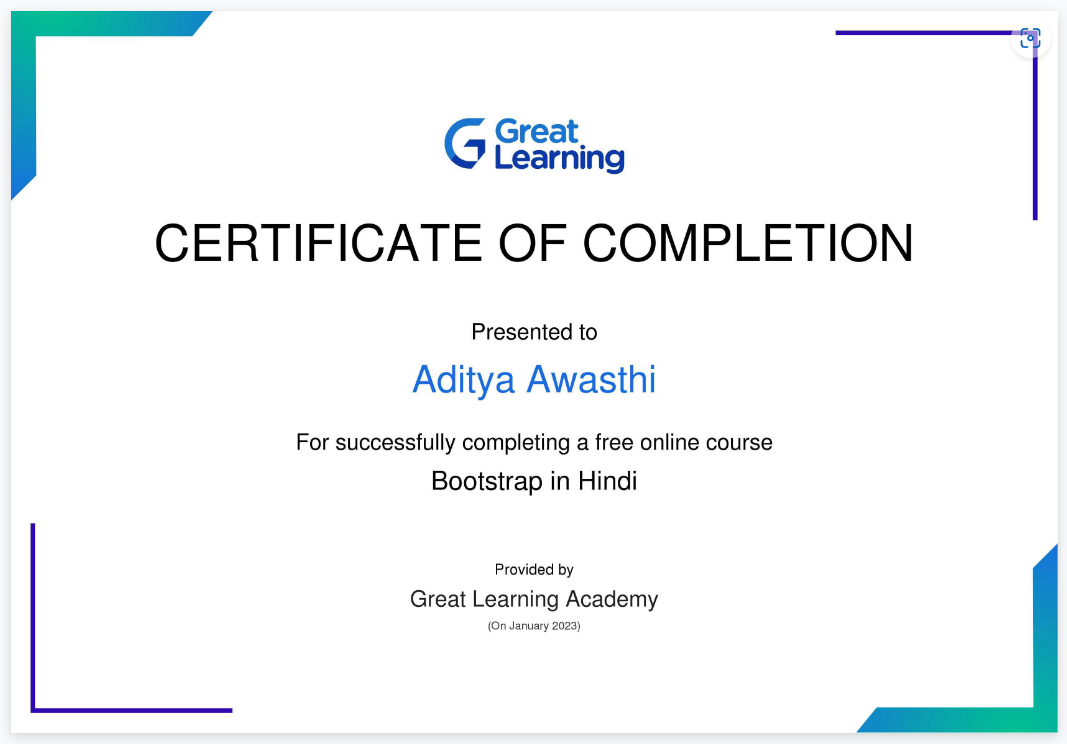 Great
Learning
CERTIFICATE OF COMPLETION
Presented to
Aditya Awasthi
For successfully completing a free online course
Bootstrap in Hindi
Provided by
Great Learning Academy
(On January 2023)